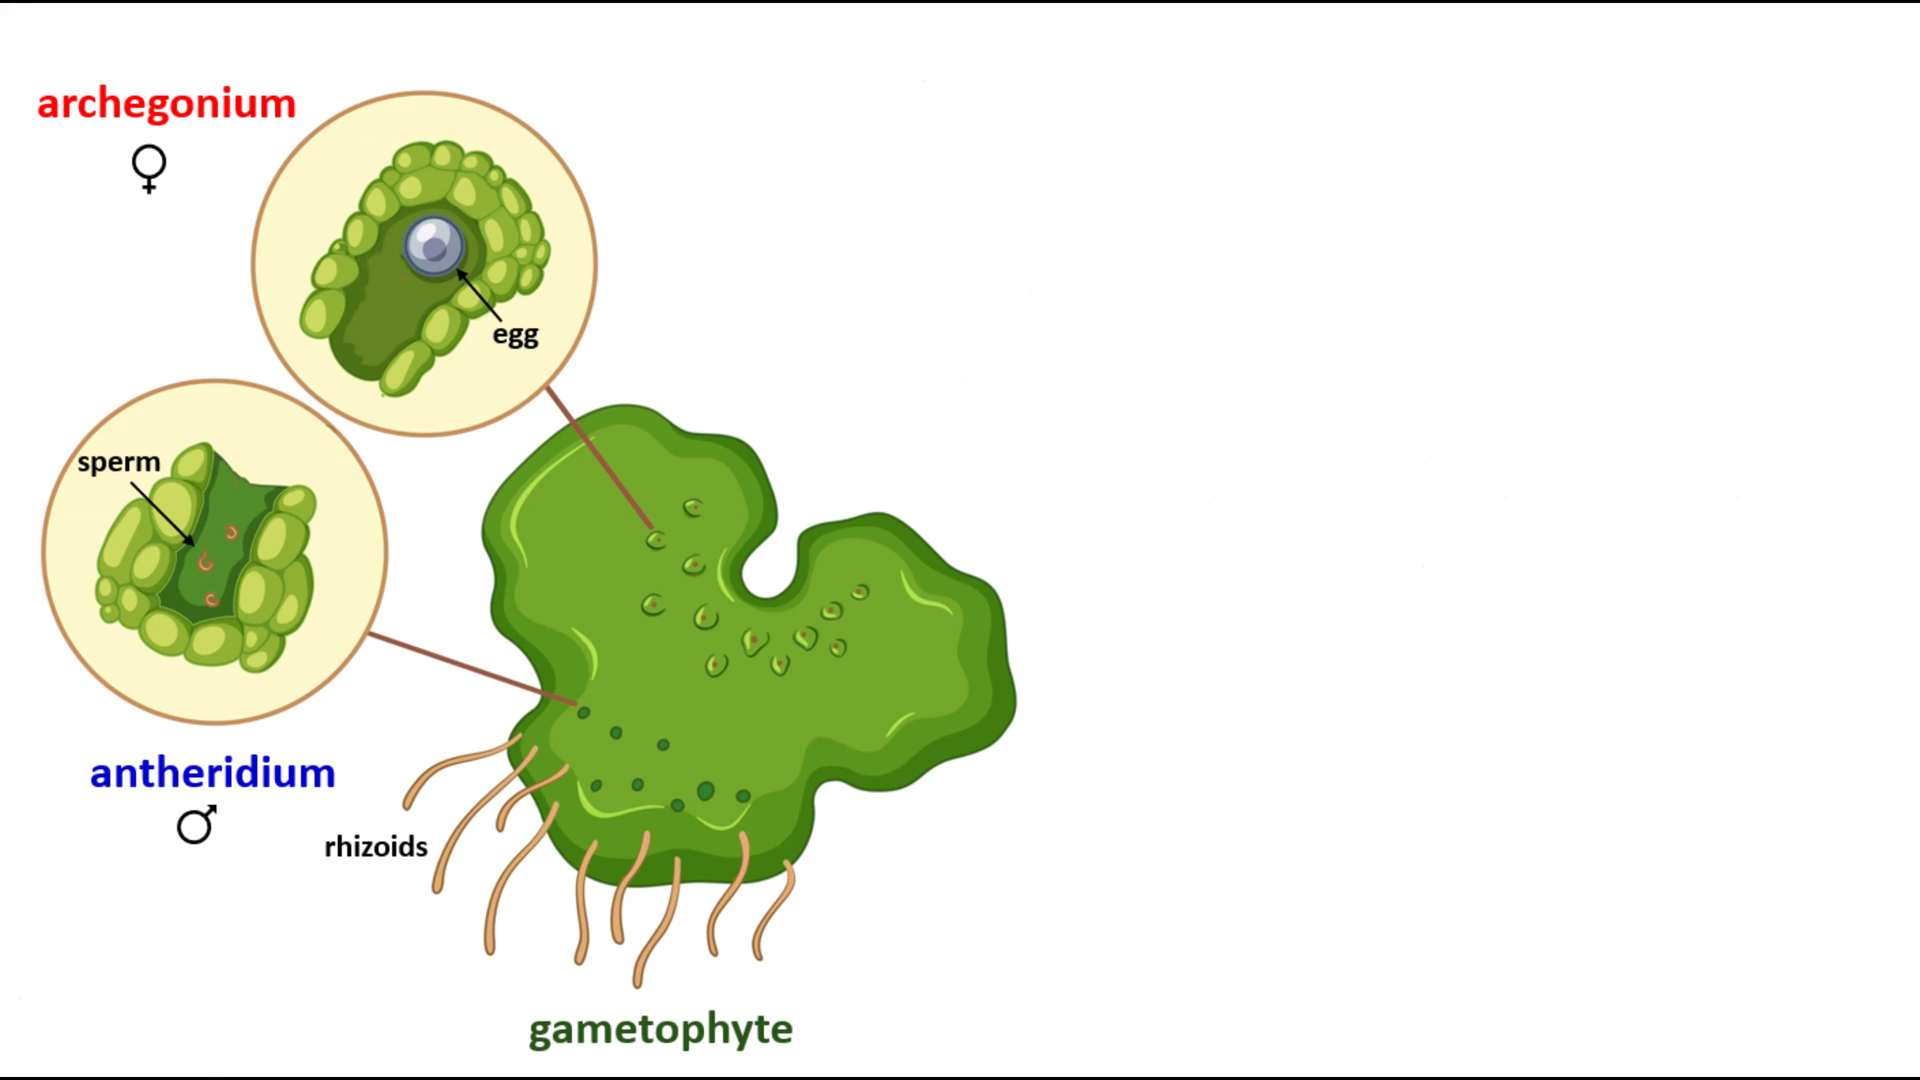 archegonium
♀
egg
sperm
antheridium
♂
rhizoids
gametophyte